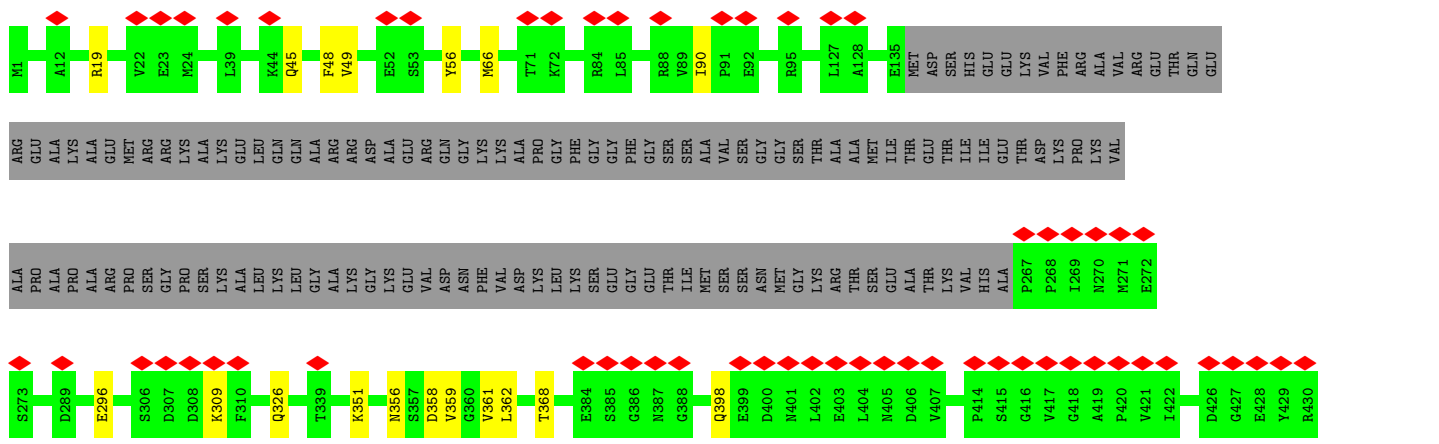 M1 A12 R19 V22 E23 M24 L39 K44 Q45 F48 V49 E52 S53 Y56 M66 T71 K72 R84 L85 R88 V89 I90 P91 E92 R95 L127 A128 E135 MET ASP SER HIS GLU GLU LYS VAL PHE ARG ALA VAL ARG GLU THR GLN GLU
ARG GLU ALA LYS ALA GLU MET ARG ARG LYS ALA LYS GLU LEU GLN GLN ALA ARG ARG ASP ALA GLU ARG GLN GLY LYS LYS ALA PRO GLY PHE GLY GLY PHE GLY SER SER ALA VAL SER GLY GLY SER THR ALA ALA MET ILE THR GLU THR ILE ILE GLU THR ASP LYS PRO LYS VAL
ALA PRO ALA PRO ALA ARG PRO SER GLY PRO SER LYS ALA LEU LYS LEU GLY ALA LYS GLY LYS GLU VAL ASP ASN PHE VAL ASP LYS LEU LYS SER GLU GLY GLU THR ILE MET SER SER ASN MET GLY LYS ARG THR SER GLU ALA THR LYS VAL HIS ALA P267 P268 I269 N270 M271 E272
S273 D289 E296 S306 D307 D308 K309 F310 Q326 T339 K351 N356 S357 D358 V359 G360 V361 L362 T368 E384 S385 G386 N387 G388 Q398 E399 D400 N401 L402 E403 L404 N405 D406 V407 P414 S415 G416 V417 G418 A419 P420 V421 I422 D426 G427 E428 Y429 R430